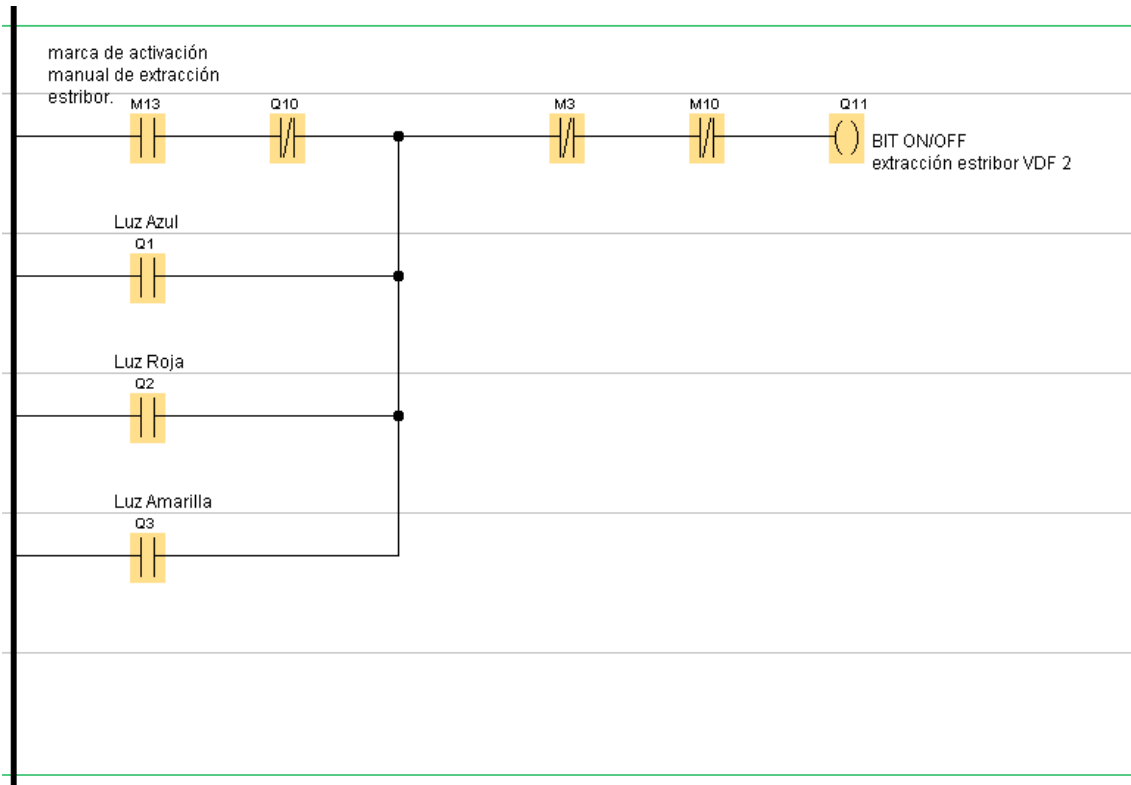 marca de activación
manual de extracción
estribor.
M13
Q10
M3
M10
Q11
BIT ON/OFF
extracción estribor VDF 2
Luz Azul
Q1
Luz Roja
Q2
Luz Amarilla
Q3